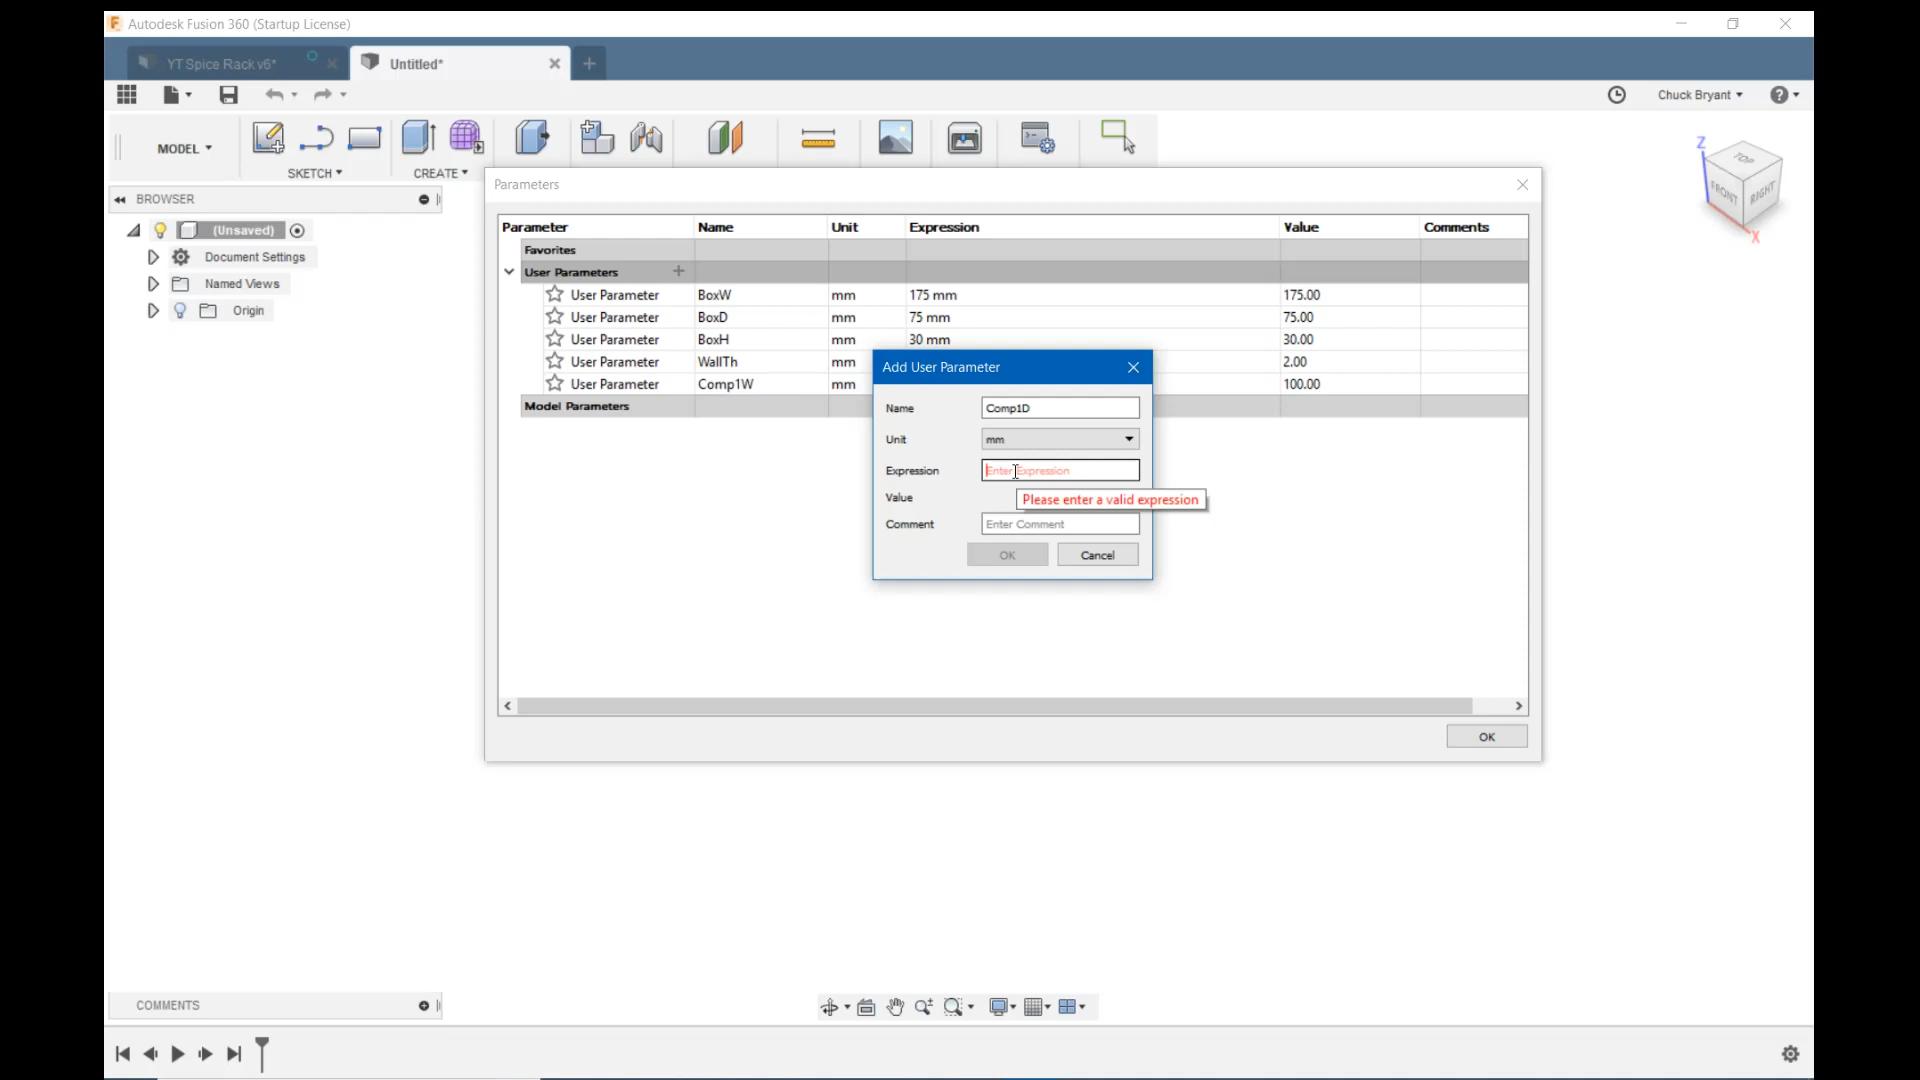 Autodesk Fusion 360 (Startup License)
YT Spice Rack v6*
Untitled*
Chuck Bryant
MODEL
SKETCH
CREATE
BROWSER
(Unsaved)
Document Settings
Named Views
Origin
TOP
FRONT
RIGHT
Z
X
Parameters
Parameter Name Unit Expression Value Comments
Favorites
User Parameters
User Parameter BoxW mm 175 mm 175.00
User Parameter BoxD mm 75 mm 75.00
User Parameter BoxH mm 30 mm 30.00
User Parameter WallTh mm 2.00
User Parameter Comp1W mm 100.00
Model Parameters
Add User Parameter
Name Comp1D
Unit mm
Expression Enter Expression
Value
Please enter a valid expression
Comment Enter Comment
OK Cancel
OK
COMMENTS